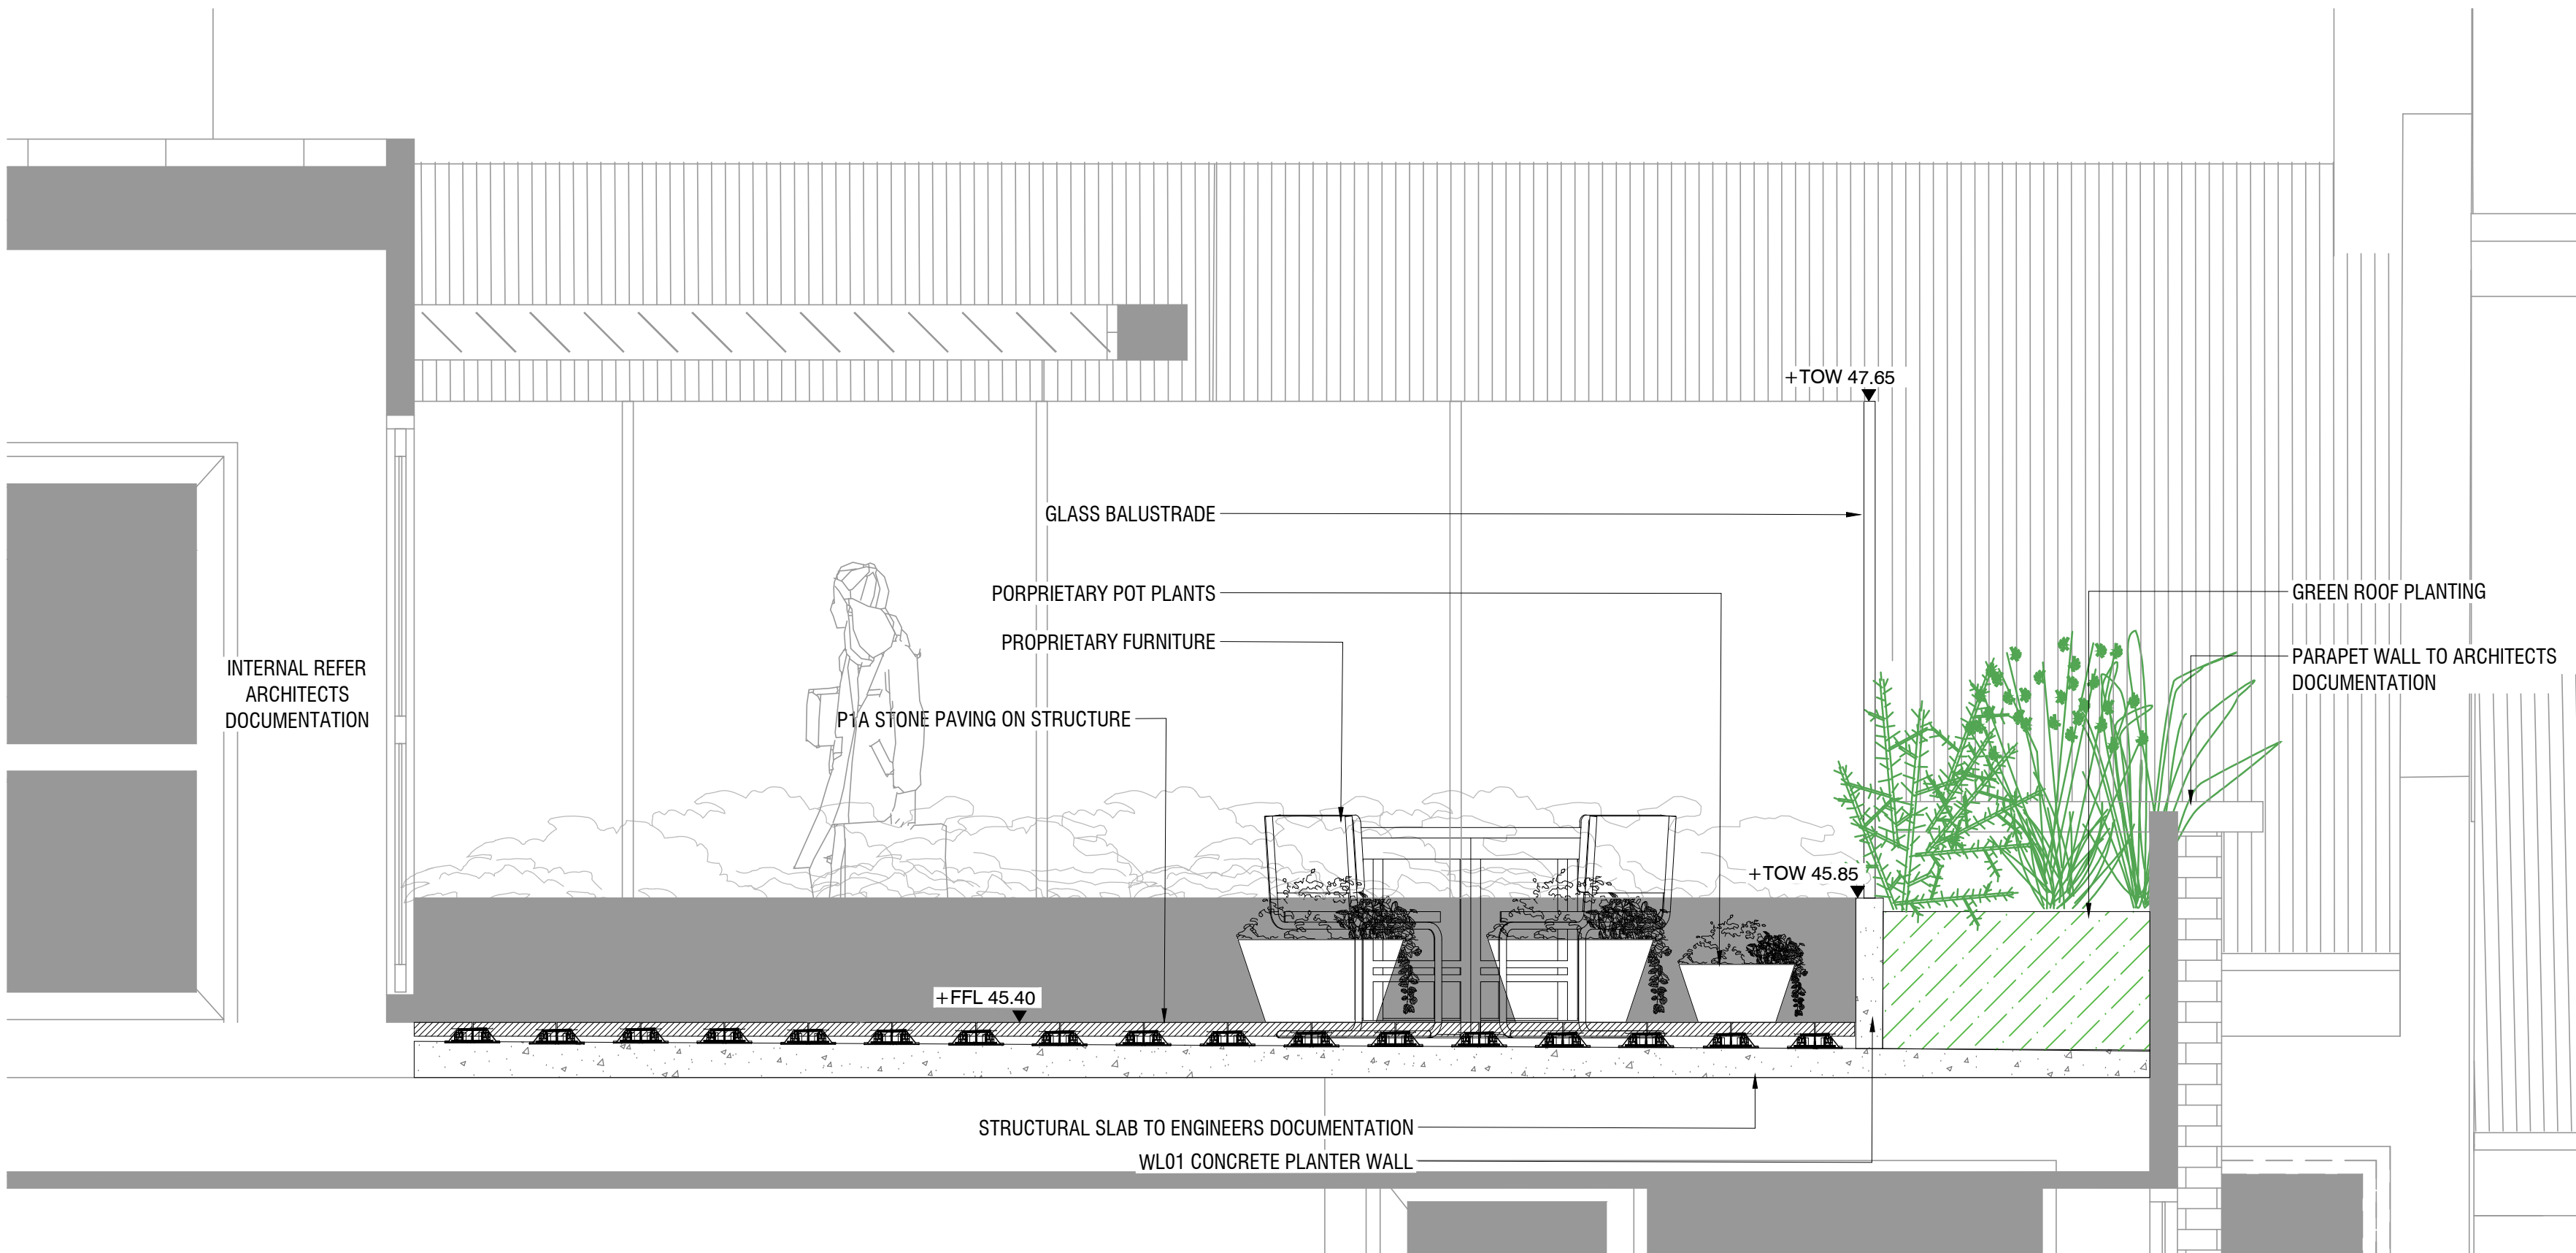 +TOW 47.65
GLASS BALUSTRADE
PORPRIETARY POT PLANTS
GREEN ROOF PLANTING
PROPRIETARY FURNITURE
PARAPET WALL TO ARCHITECTS
DOCUMENTATION
INTERNAL REFER
ARCHITECTS
DOCUMENTATION
P1A STONE PAVING ON STRUCTURE
+TOW 45.85
+FFL 45.40
STRUCTURAL SLAB TO ENGINEERS DOCUMENTATION
WL01 CONCRETE PLANTER WALL